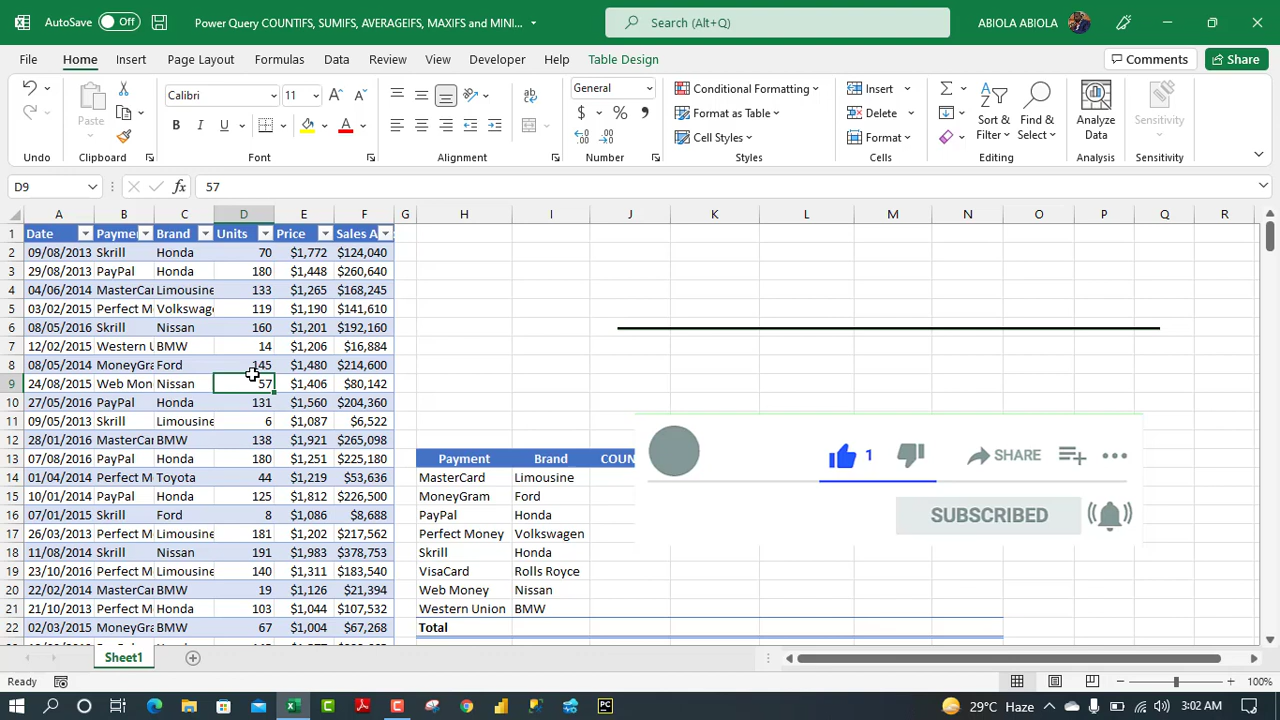 AutoSave Off Power Query COUNTIFS, SUMIFS, AVERAGEIFS, MAXIFS and MINI... Search (Alt+Q) ABIOLA ABIOLA
File Home Insert Page Layout Formulas Data Review View Developer Help Table Design Comments Share
Calibri 11 General Conditional Formatting Insert
Paste Format as Table Delete Sort & Filter Find & Select Analyze Data Sensitivity
Cell Styles Format
Undo Clipboard Font Alignment Number Styles Cells Editing Analysis Sensitivity
D9 57
A B C D E F G H I J K L M N O P Q R
1 Date Paymen Brand Units Price Sales A
2 09/08/2013 Skrill Honda 70 $1,772 $124,040
3 29/08/2013 PayPal Honda 180 $1,448 $260,640
4 04/06/2014 MasterCar Limousine 133 $1,265 $168,245
5 03/02/2015 Perfect M Volkswage 119 $1,190 $141,610
6 08/05/2016 Skrill Nissan 160 $1,201 $192,160
7 12/02/2015 Western U BMW 14 $1,206 $16,884
8 08/05/2014 MoneyGra Ford 145 $1,480 $214,600
9 24/08/2015 Web Mon Nissan 57 $1,406 $80,142
10 27/05/2016 PayPal Honda 131 $1,560 $204,360
11 09/05/2013 Skrill Limousine 6 $1,087 $6,522
12 28/01/2016 MasterCar BMW 138 $1,921 $265,098
13 07/08/2016 PayPal Honda 180 $1,251 $225,180 Payment Brand COUN 1 SHARE
14 01/04/2014 Perfect M Toyota 44 $1,219 $53,636 MasterCard Limousine
15 10/01/2014 PayPal Honda 125 $1,812 $226,500 MoneyGram Ford
16 07/01/2015 Skrill Ford 8 $1,086 $8,688 PayPal Honda SUBSCRIBED
17 26/03/2013 Perfect M Limousine 181 $1,202 $217,562 Perfect Money Volkswagen
18 11/08/2014 Skrill Nissan 191 $1,983 $378,753 Skrill Honda
19 23/10/2016 Perfect M Limousine 140 $1,311 $183,540 VisaCard Rolls Royce
20 22/02/2014 MasterCar BMW 19 $1,126 $21,394 Web Money Nissan
21 21/10/2013 Perfect M Honda 103 $1,044 $107,532 Western Union BMW
22 02/03/2015 MoneyGra BMW 67 $1,004 $67,268 Total
Sheet1
Ready 100%
29°C Haze 3:02 AM